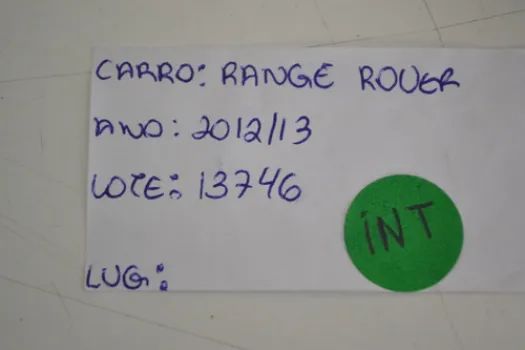 CARRO: RANGE ROVER
ANO: 2012/13
LOTE: 13746
INT
LUG: